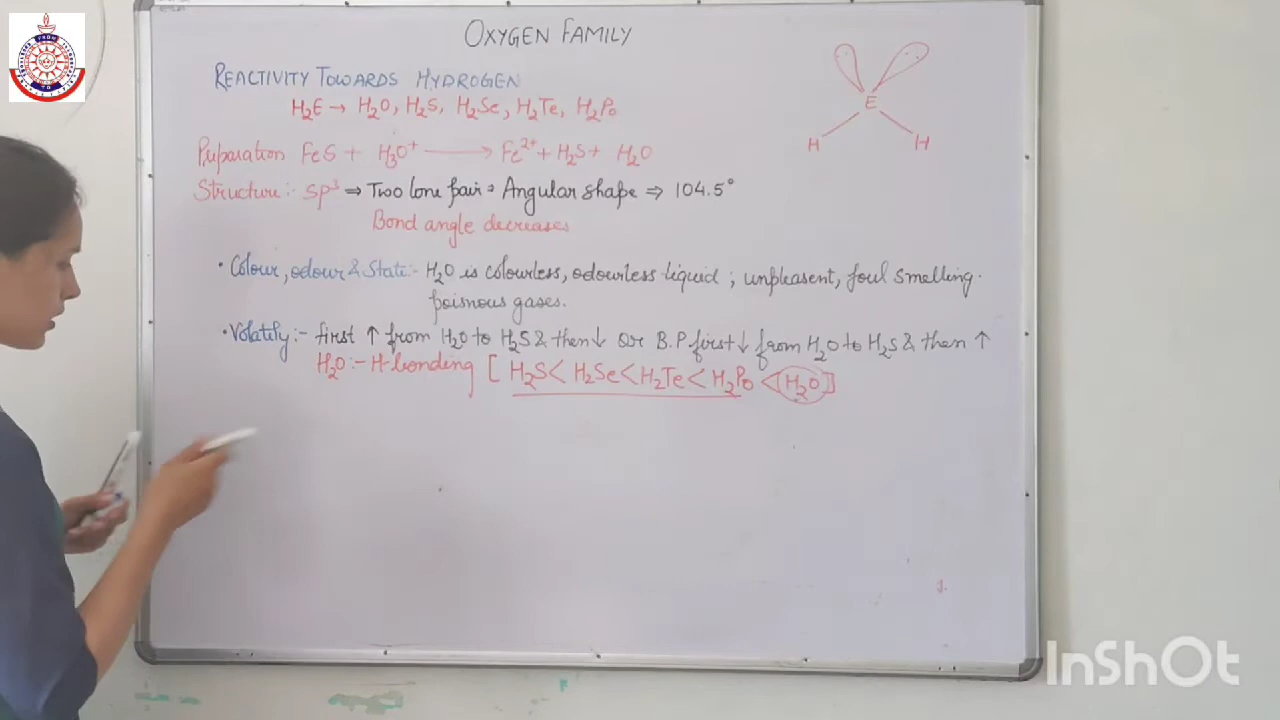 OXYGEN FAMILY
REACTIVITY TOWARDS HYDROGEN
H₂E → H₂O, H₂S, H₂Se, H₂Te, H₂Po
Preparation FeS + H₃O⁺ → Fe²⁺ + H₂S + H₂O
Structure:- sp³ ⇒ Two lone pair → Angular shape ⇒ 104.5°
Bond angle decreases
E
H H
• Colour, odour & State:- H₂O is colourless, odourless liquid ; unpleasent, foul smelling.
poisnous gases.
• Volatily:- first ↑ from H₂O to H₂S & then ↓ or B.P first ↓ from H₂O to H₂S & then ↑
H₂O:- H-bonding [ H₂S < H₂Se < H₂Te < H₂Po < H₂O ]
InShOt